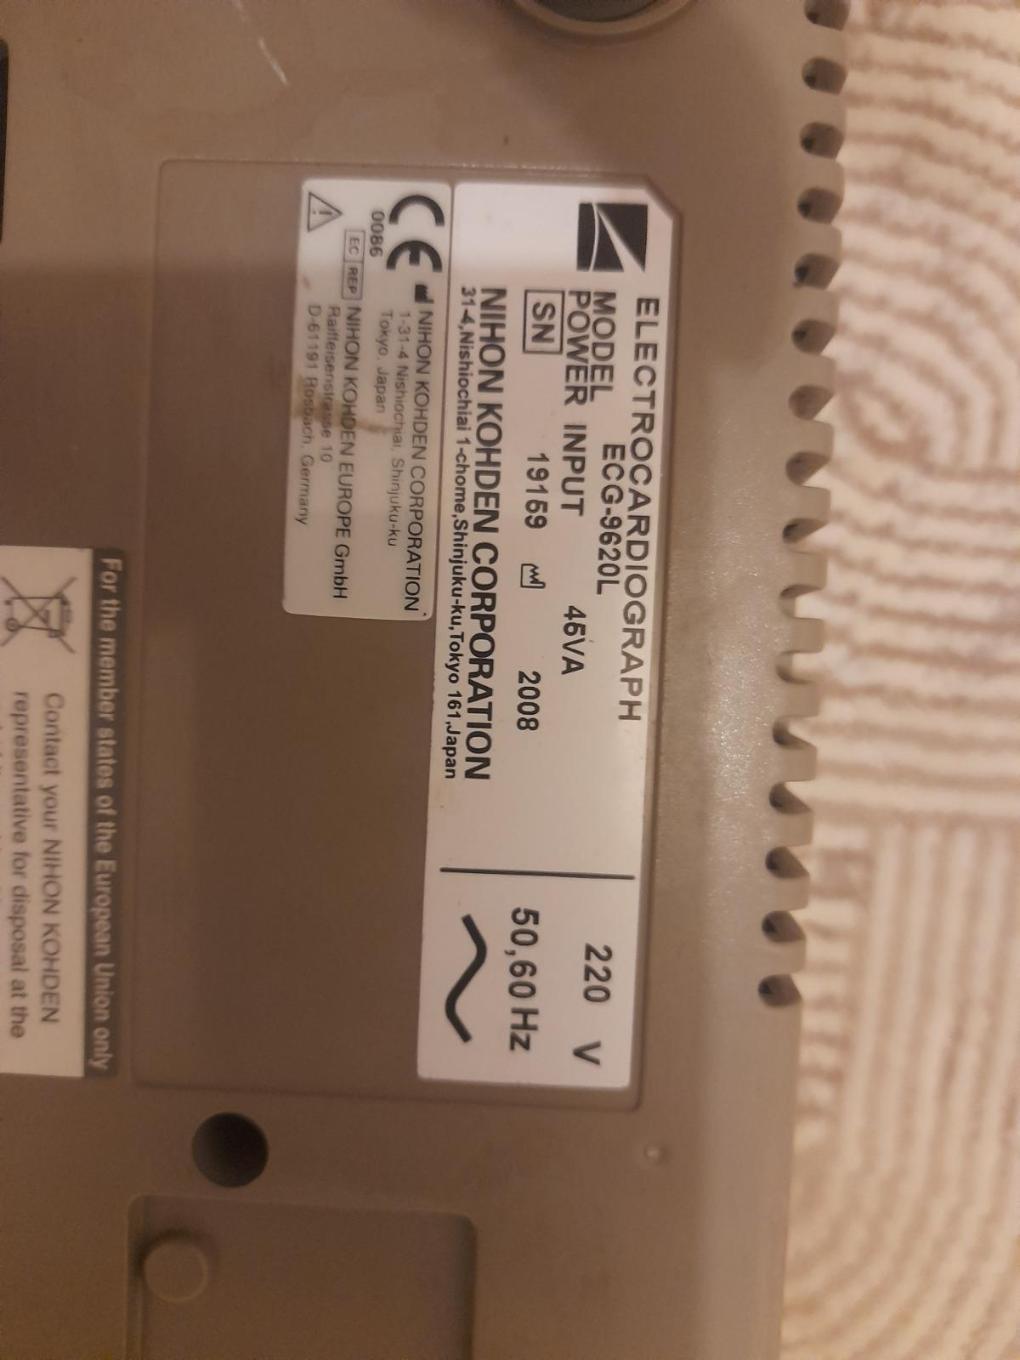 ELECTROCARDIOGRAPH
MODEL ECG-9620L
POWER INPUT 45VA
SN 19159 2008
NIHON KOHDEN CORPORATION
31-4,Nishiochiai 1-chome,Shinjuku-ku,Tokyo 161,Japan
220 V
50,60 Hz
CE
0086
NIHON KOHDEN CORPORATION
1-31-4 Nishiochiai, Shinjuku-ku
Tokyo, Japan
EC REP NIHON KOHDEN EUROPE GmbH
Raiffeisenstrasse 10
D-61191 Rosbach, Germany
For the member states of the European Union only
Contact your NIHON KOHDEN
representative for disposal at the